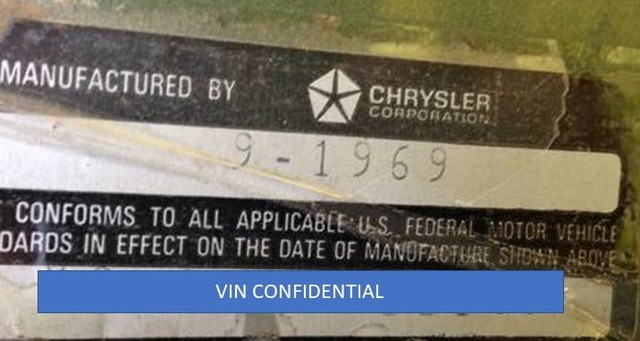 MANUFACTURED BY CHRYSLER
CORPORATION
9-1969
CONFORMS TO ALL APPLICABLE U.S. FEDERAL MOTOR VEHICLE
DARDS IN EFFECT ON THE DATE OF MANUFACTURE SHOWN ABOVE
VIN CONFIDENTIAL